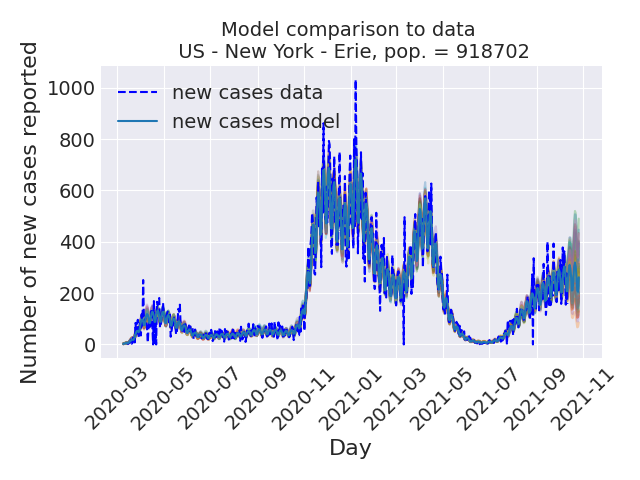 Model comparison to data
US - New York - Erie, pop. = 918702
Number of new cases reported
1000
800
600
400
200
0
new cases data
new cases model
2020-03
2020-05
2020-07
2020-09
2020-11
2021-01
2021-03
2021-05
2021-07
2021-09
2021-11
Day